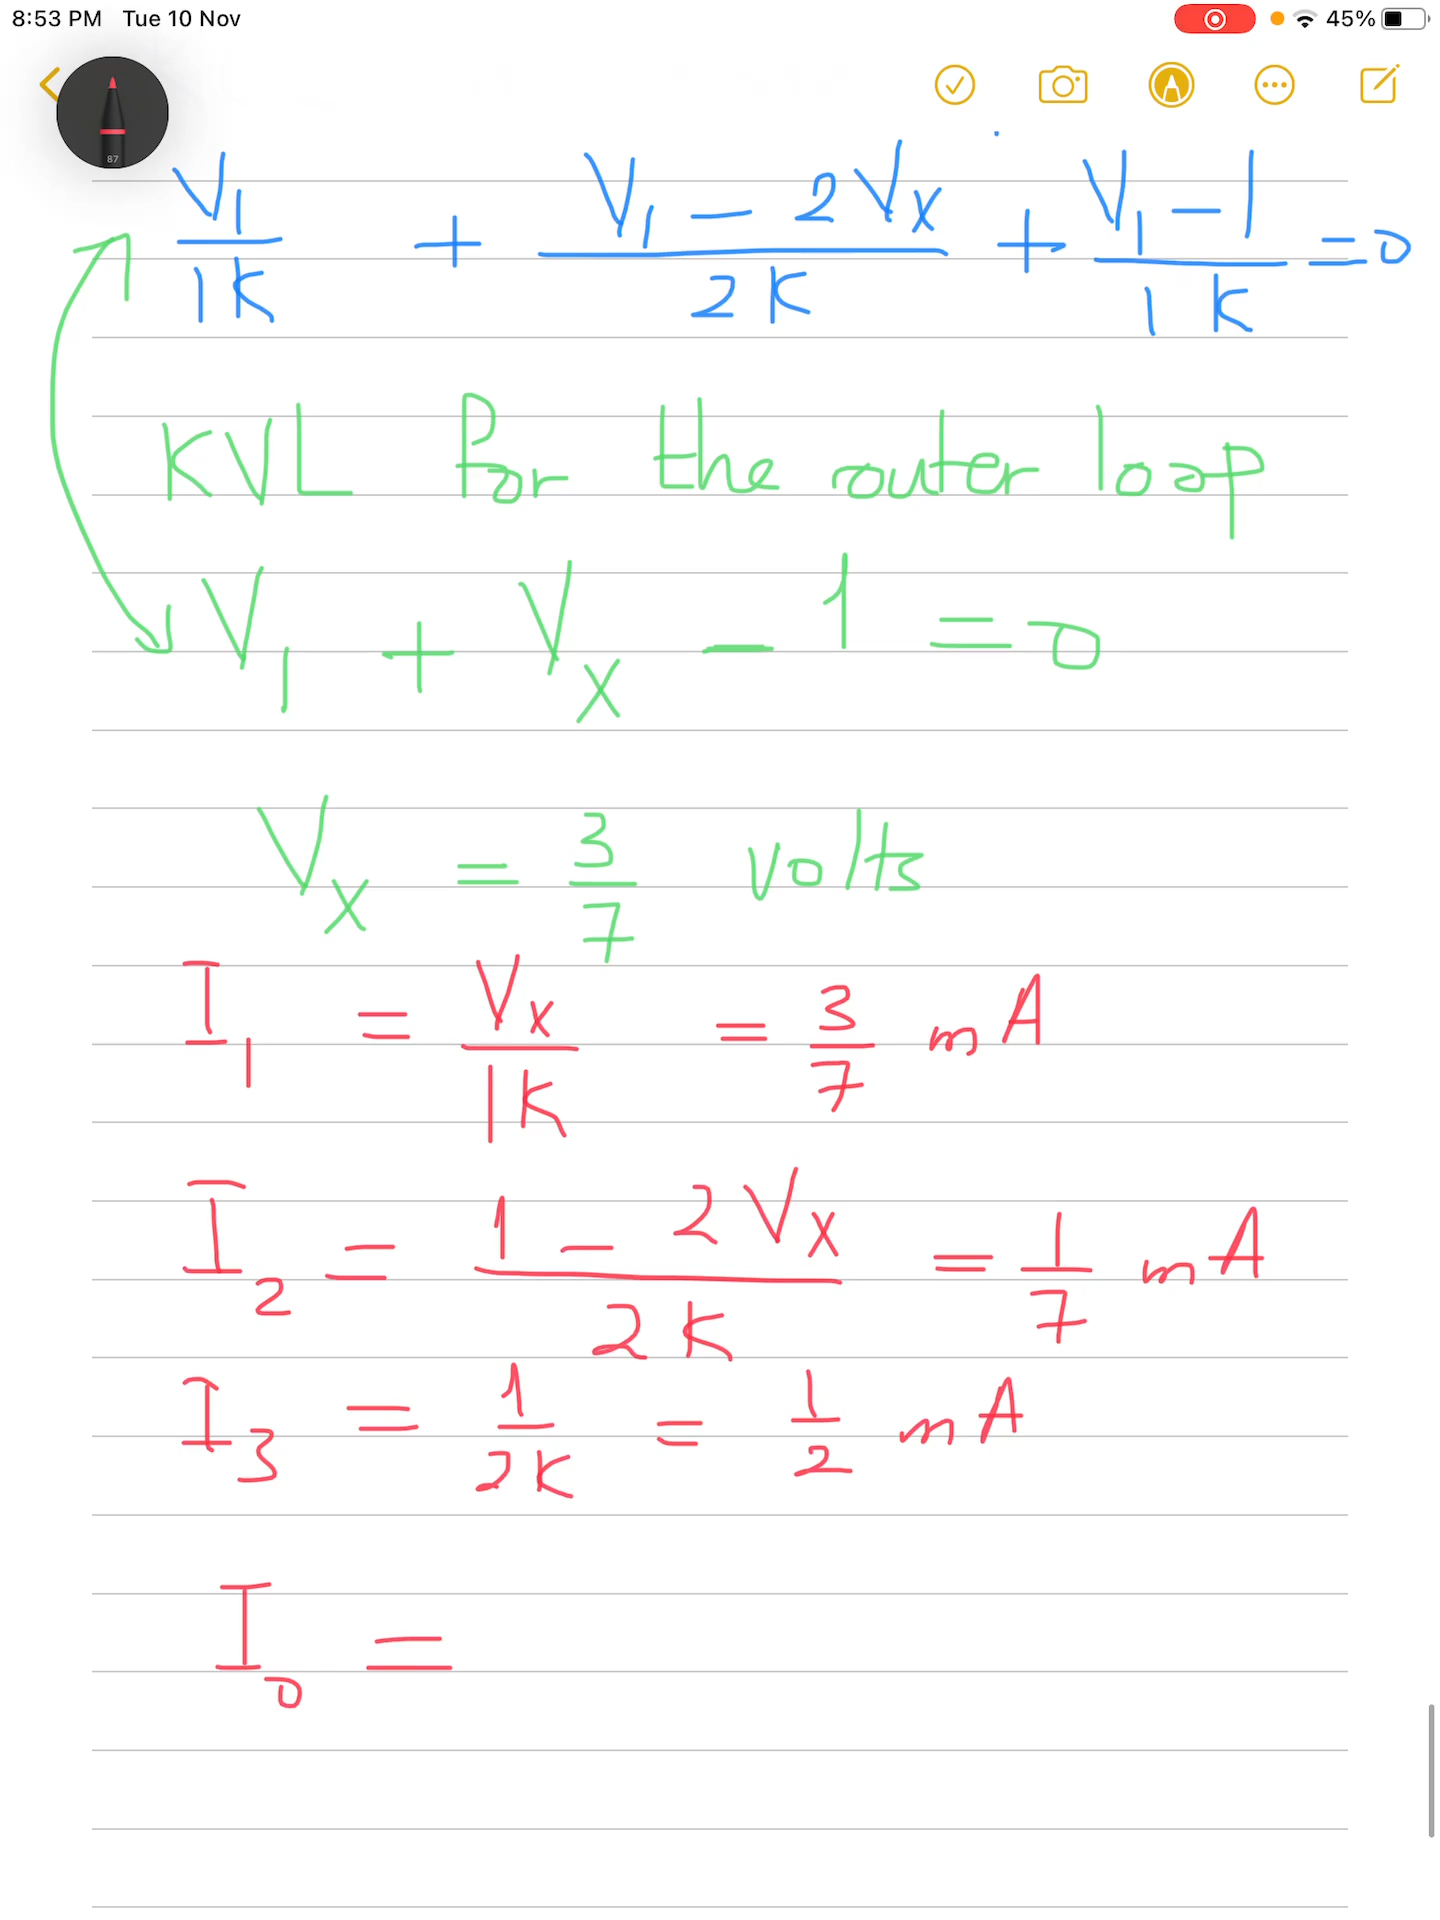 8:53 PM Tue 10 Nov 45%
87
V₁/1K + (V₁ - 2Vx)/2K + (V₁ - 1)/1K = 0
KVL for the outer loop
V₁ + Vx - 1 = 0
Vx = 3/7 volts
I₁ = Vx/1K = 3/7 mA
I₂ = (1 - 2Vx)/2K = 1/7 mA
I₃ = 1/2K = 1/2 mA
I₀ =